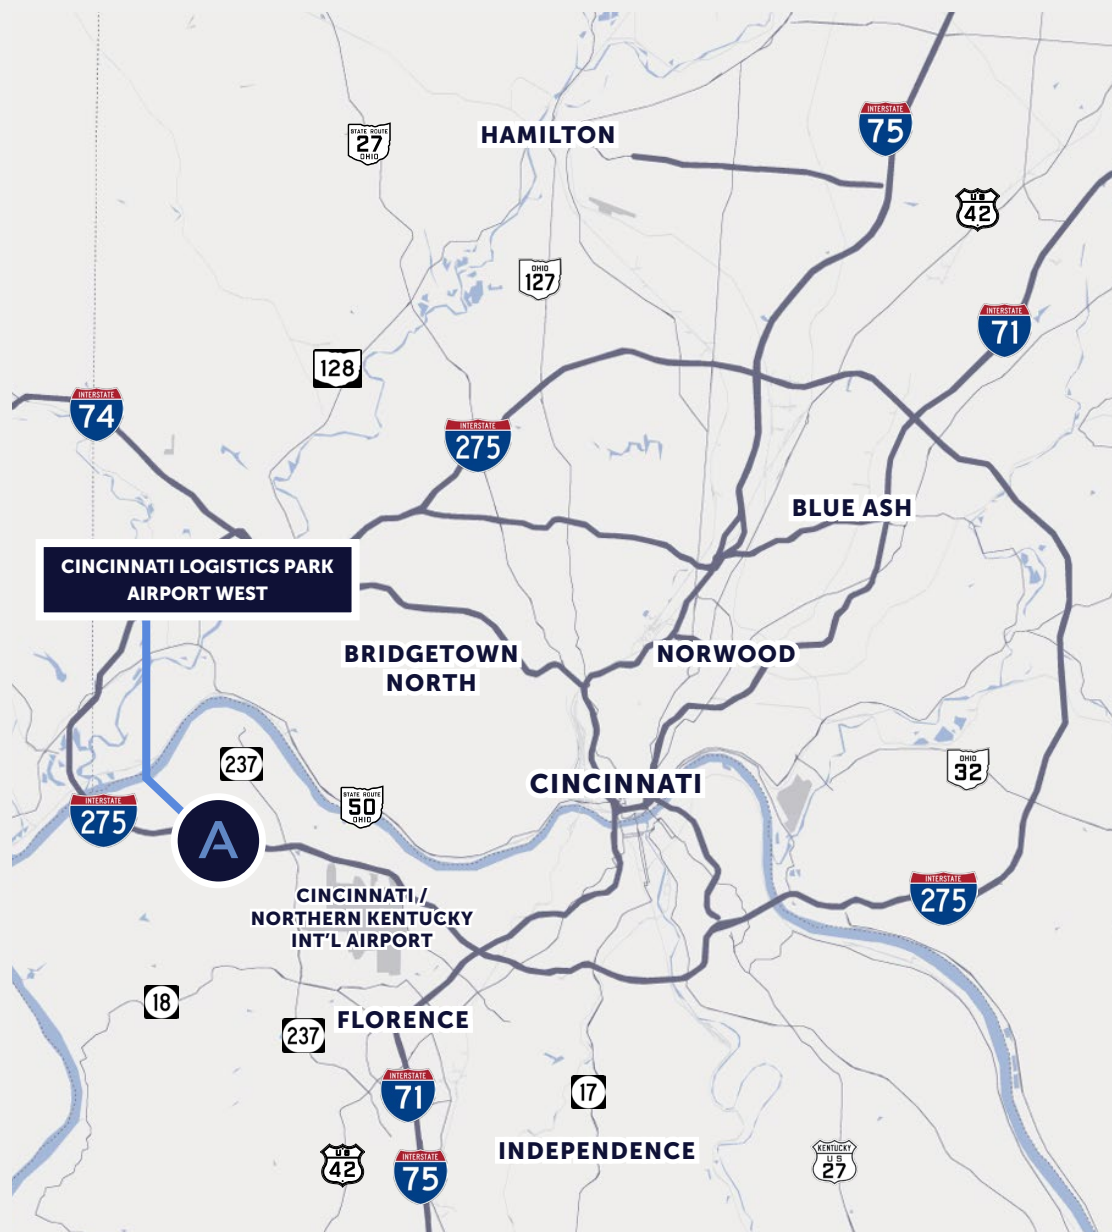 HAMILTON
STATE ROUTE
27
OHIO
INTERSTATE
75
US
42
OHIO
127
INTERSTATE
71
128
INTERSTATE
74
INTERSTATE
275
BLUE ASH
CINCINNATI LOGISTICS PARK
AIRPORT WEST
BRIDGETOWN
NORTH
NORWOOD
237
CINCINNATI
OHIO
32
STATE ROUTE
50
OHIO
INTERSTATE
275
A
INTERSTATE
275
CINCINNATI /
NORTHERN KENTUCKY
INT'L AIRPORT
18
237
FLORENCE
INTERSTATE
71
17
INDEPENDENCE
US
42
INTERSTATE
75
KENTUCKY
US
27